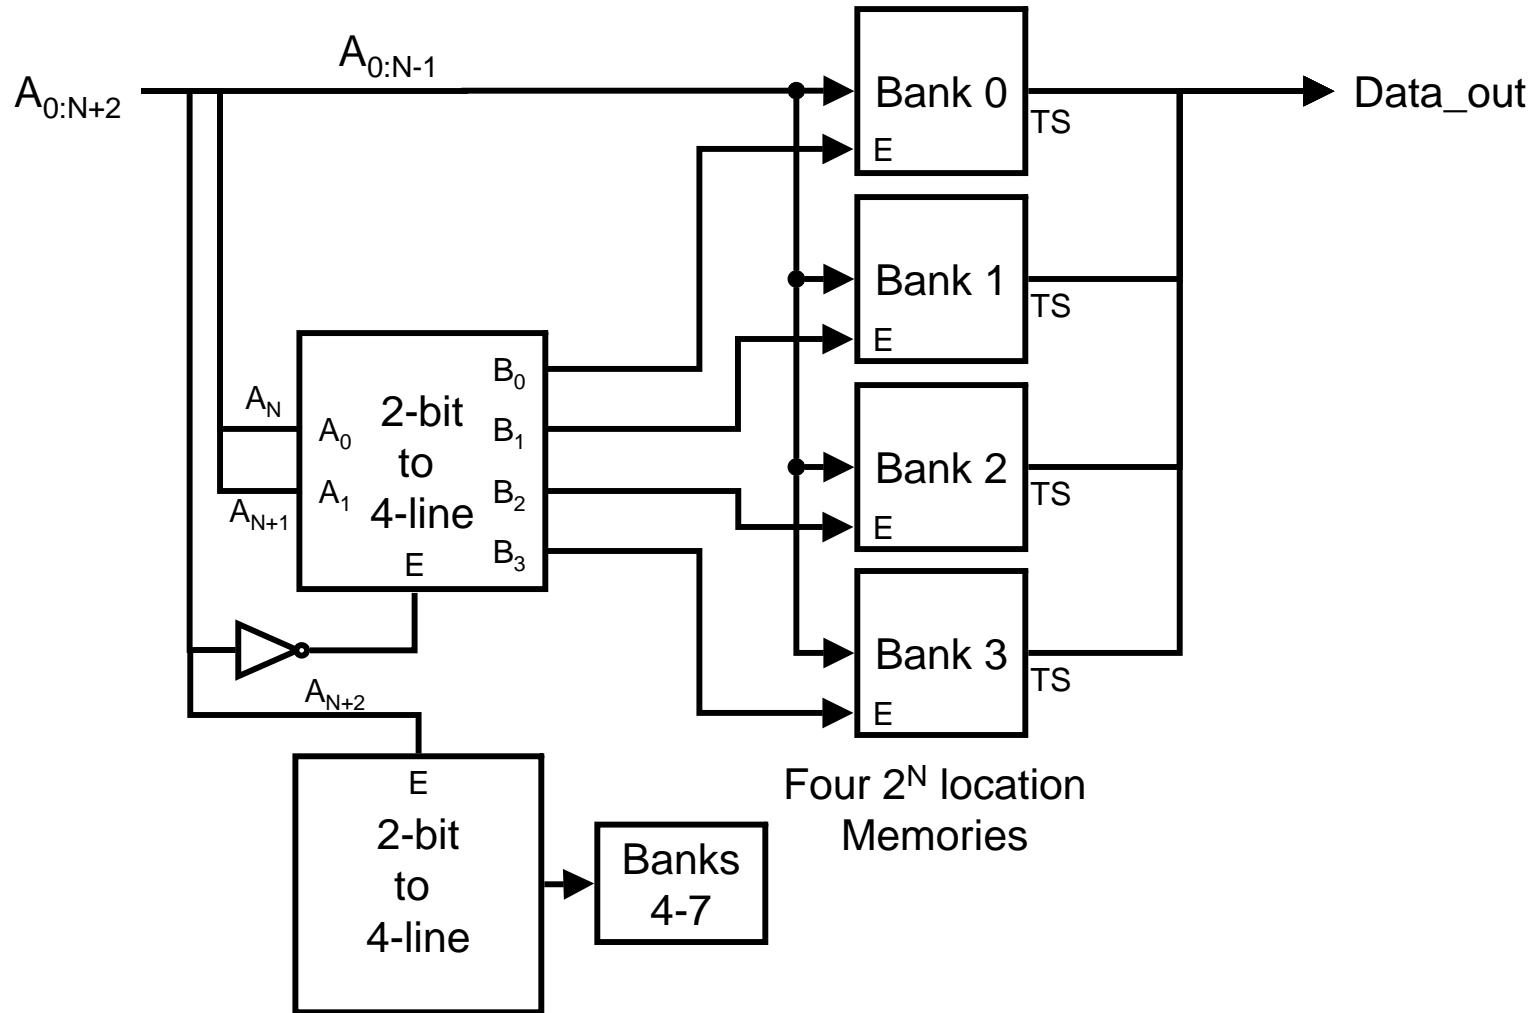 A0:N+2
A0:N-1
Bank 0
E
TS
Data_out
Bank 1
E
TS
Bank 2
E
TS
Bank 3
E
TS
Four 2^N location
Memories
AN
AN+1
A0
A1
2-bit
to
4-line
E
B0
B1
B2
B3
AN+2
E
2-bit
to
4-line
Banks
4-7